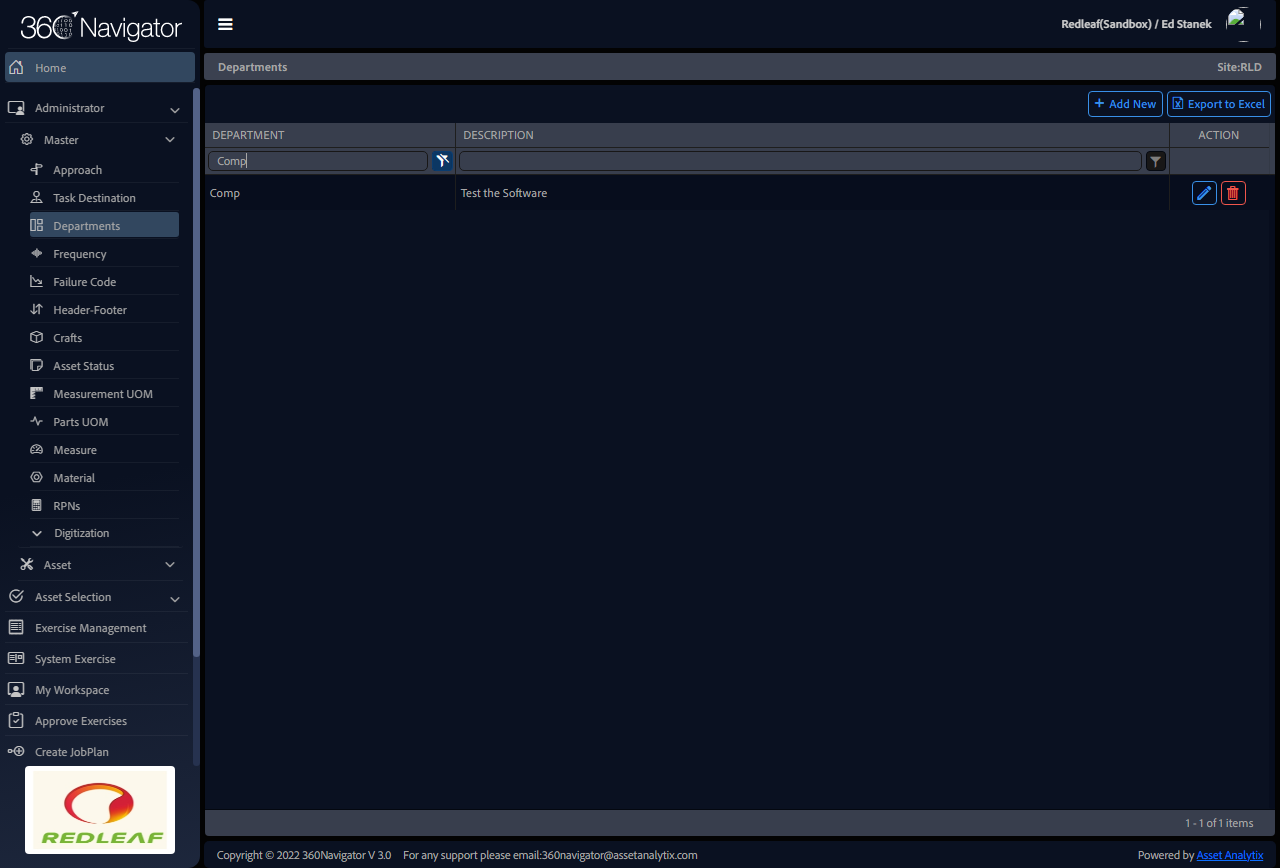 360 Navigator
Redleaf(Sandbox) / Ed Stanek
Home
Departments
Site:RLD
Administrator
Add New
Export to Excel
Master
DEPARTMENT
DESCRIPTION
ACTION
Comp
Approach
Comp
Test the Software
Task Destination
Departments
Frequency
Failure Code
Header-Footer
Crafts
Asset Status
Measurement UOM
Parts UOM
Measure
Material
RPNs
Digitization
Asset
Asset Selection
Exercise Management
System Exercise
My Workspace
Approve Exercises
Create JobPlan
REDLEAF
1 - 1 of 1 items
Copyright © 2022 360Navigator V 3.0
For any support please email:360navigator@assetanalytix.com
Powered by Asset Analytix